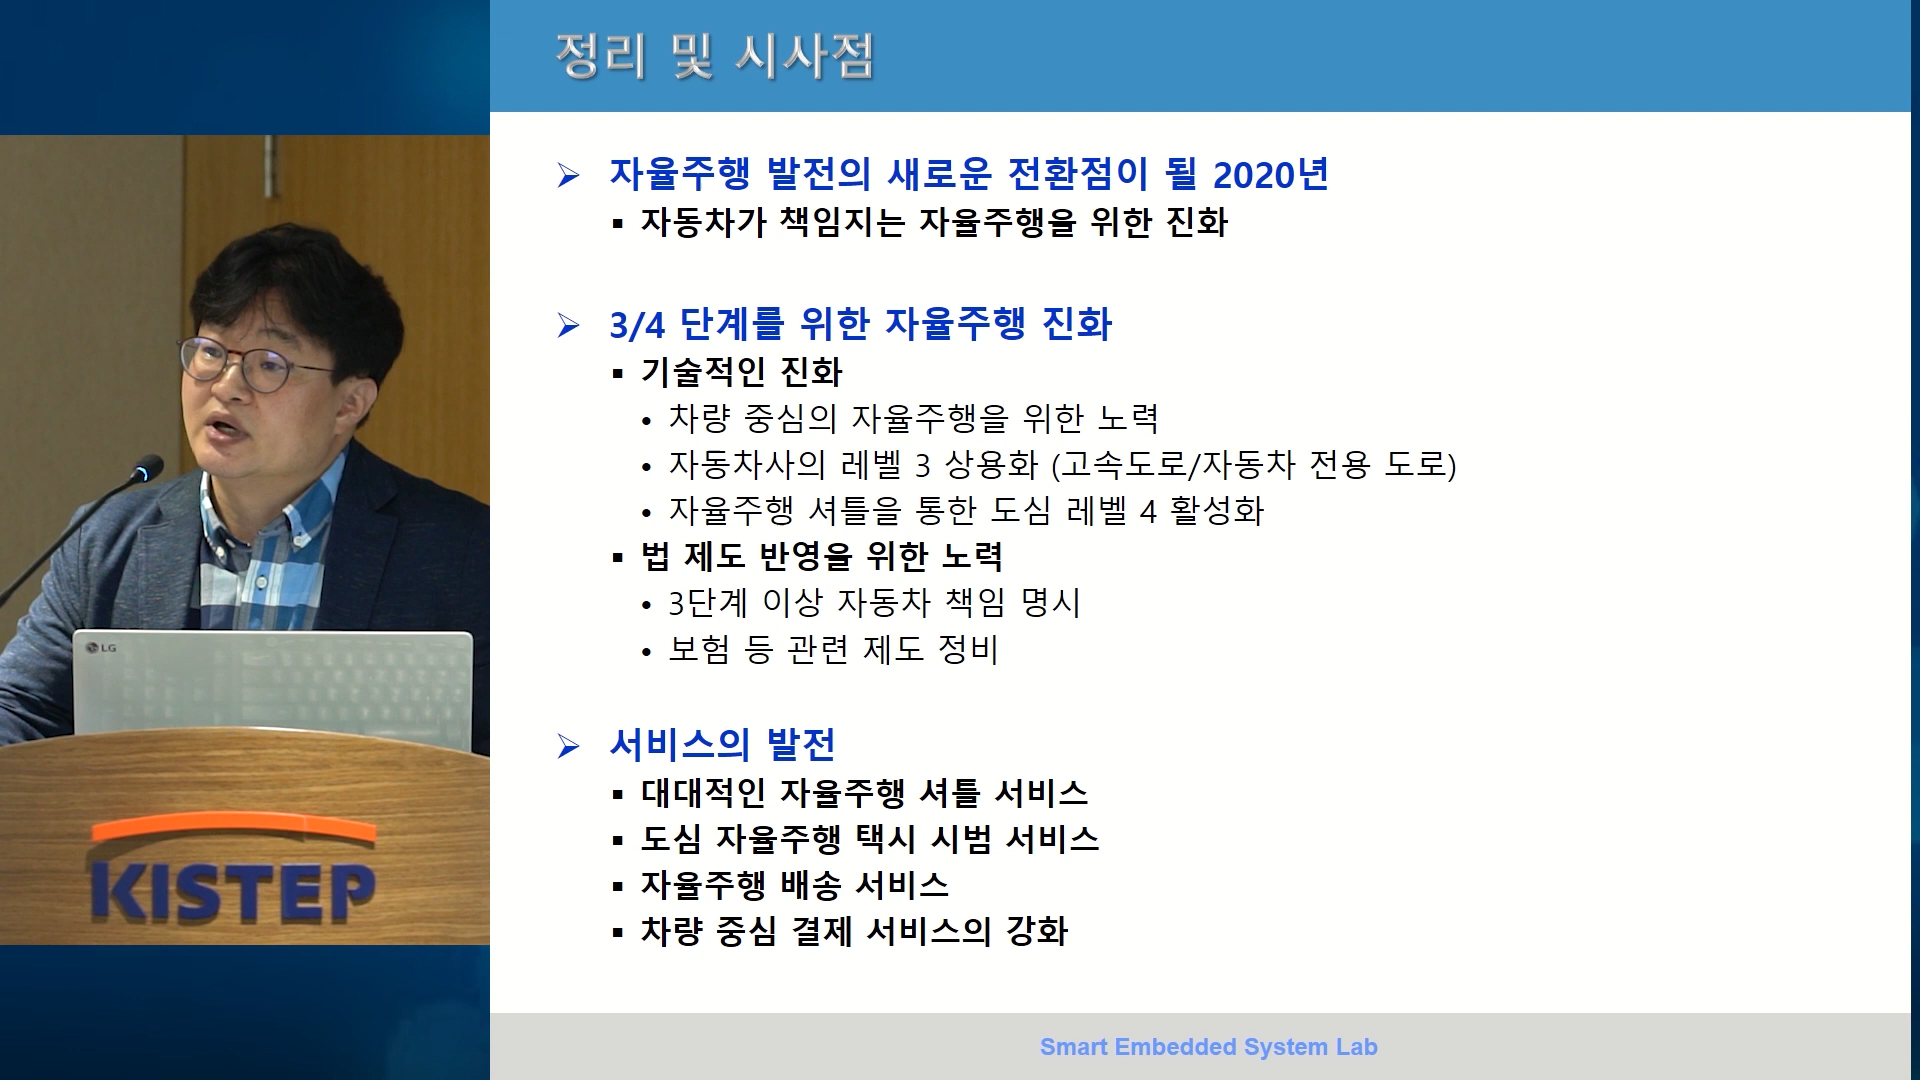 정리 및 시사점
자율주행 발전의 새로운 전환점이 될 2020년
자동차가 책임지는 자율주행을 위한 진화
3/4 단계를 위한 자율주행 진화
기술적인 진화
차량 중심의 자율주행을 위한 노력
자동차사의 레벨 3 상용화 (고속도로/자동차 전용 도로)
자율주행 셔틀을 통한 도심 레벨 4 활성화
법 제도 반영을 위한 노력
3단계 이상 자동차 책임 명시
보험 등 관련 제도 정비
서비스의 발전
대대적인 자율주행 셔틀 서비스
도심 자율주행 택시 시범 서비스
자율주행 배송 서비스
차량 중심 결제 서비스의 강화
Smart Embedded System Lab
LG
KISTEP